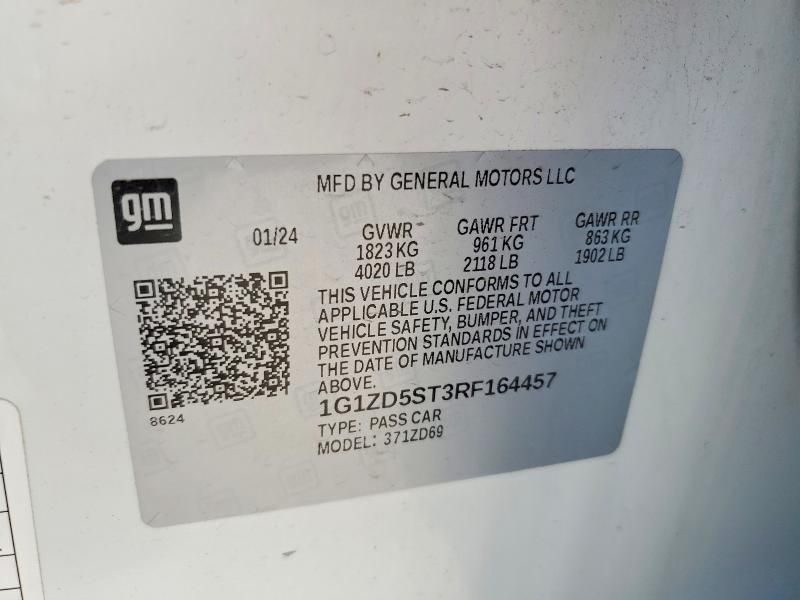 gm
MFD BY GENERAL MOTORS LLC
01/24
GVWR
1823 KG
4020 LB
GAWR FRT
961 KG
2118 LB
GAWR RR
863 KG
1902 LB
THIS VEHICLE CONFORMS TO ALL
APPLICABLE U.S. FEDERAL MOTOR
VEHICLE SAFETY, BUMPER, AND THEFT
PREVENTION STANDARDS IN EFFECT ON
THE DATE OF MANUFACTURE SHOWN
ABOVE.
1G1ZD5ST3RF164457
TYPE: PASS CAR
MODEL: 371ZD69
8624